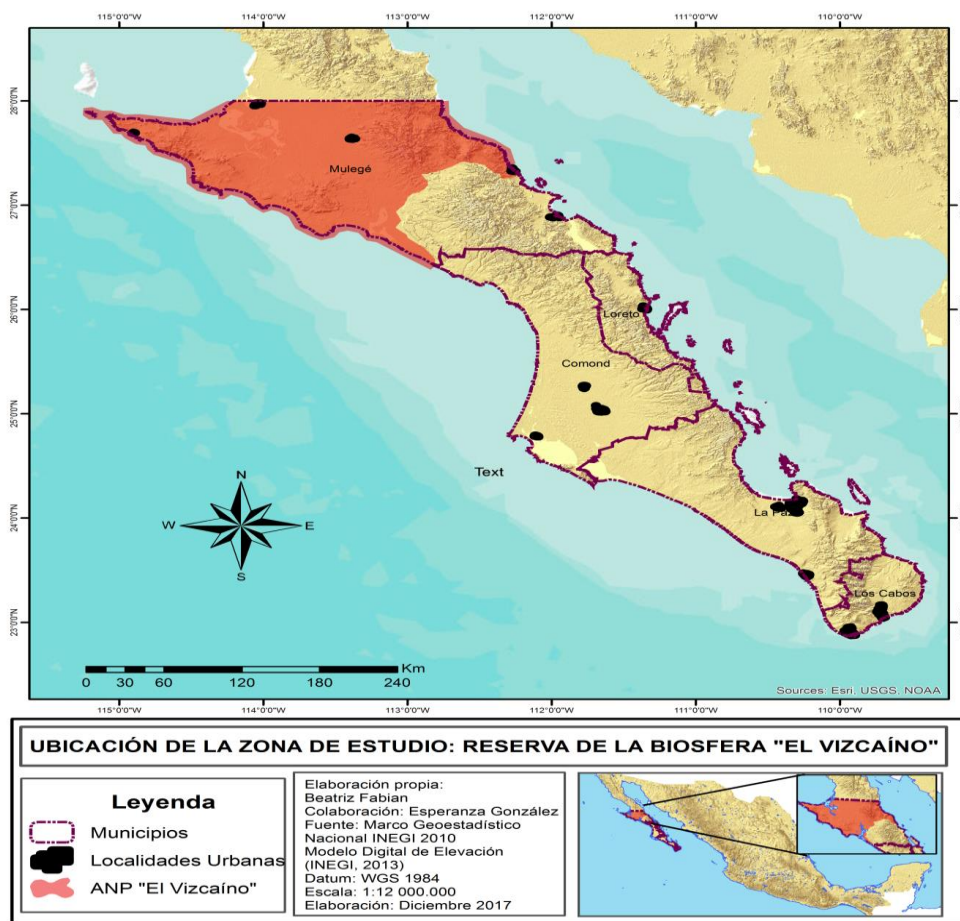 115°0'0"W 114°0'0"W 113°0'0"W 112°0'0"W 111°0'0"W 110°0'0"W
28°0'0"N
Mulegé
27°0'0"N
26°0'0"N
Loreto
Comond
25°0'0"N
Text
N
W E
S
24°0'0"N
La Paz
Los Cabos
23°0'0"N
Km
0 30 60 120 180 240
Sources: Esri, USGS, NOAA
115°0'0"W 114°0'0"W 113°0'0"W 112°0'0"W 111°0'0"W 110°0'0"W
UBICACIÓN DE LA ZONA DE ESTUDIO: RESERVA DE LA BIOSFERA "EL VIZCAÍNO"
Leyenda
Municipios
Localidades Urbanas
ANP "El Vizcaíno"
Elaboración propia:
Beatriz Fabian
Colaboración: Esperanza González
Fuente: Marco Geoestadístico
Nacional INEGI 2010
Modelo Digital de Elevación
(INEGI, 2013)
Datum: WGS 1984
Escala: 1:12 000.000
Elaboración: Diciembre 2017